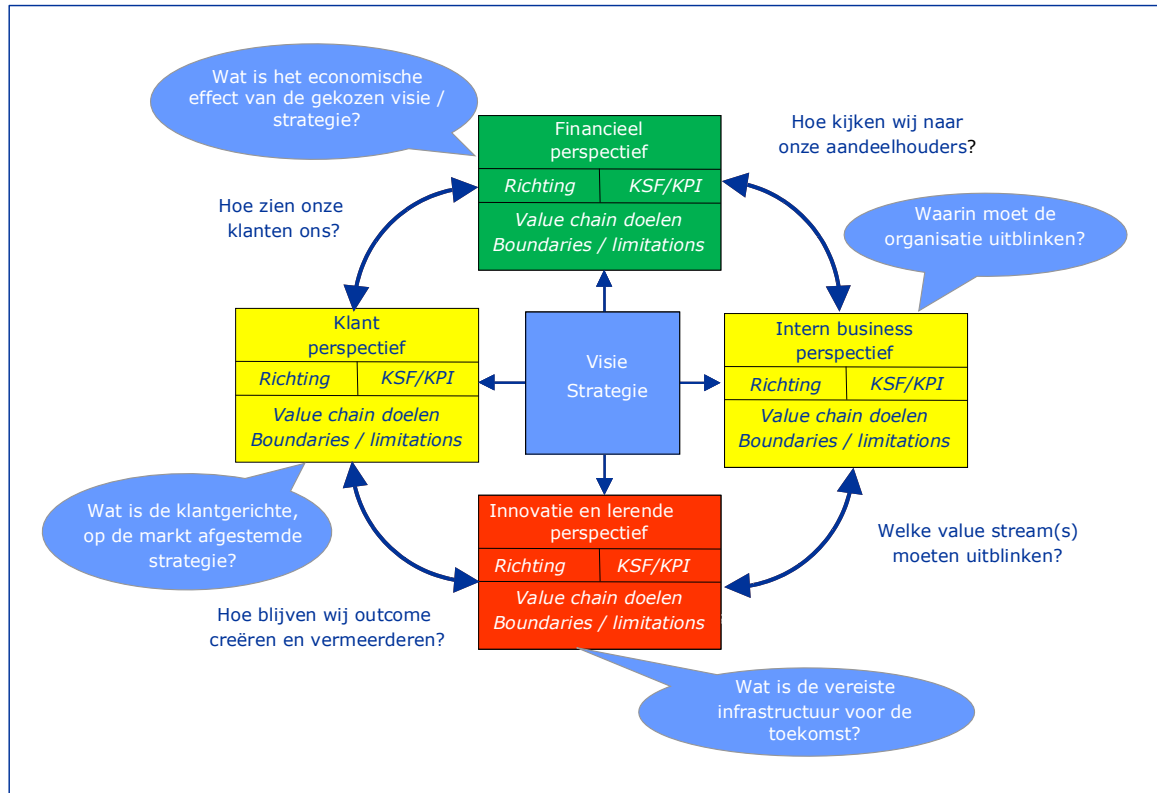 Wat is het economische
effect van de gekozen visie /
strategie?
Financieel
perspectief
Richting
KSF/KPI
Value chain doelen
Boundaries / limitations
Hoe kijken wij naar
onze aandeelhouders?
Hoe zien onze
klanten ons?
Waarin moet de
organisatie uitblinken?
Klant
perspectief
Richting
KSF/KPI
Value chain doelen
Boundaries / limitations
Visie
Strategie
Intern business
perspectief
Richting
KSF/KPI
Value chain doelen
Boundaries / limitations
Wat is de klantgerichte,
op de markt afgestemde
strategie?
Innovatie en lerende
perspectief
Richting
KSF/KPI
Value chain doelen
Boundaries / limitations
Welke value stream(s)
moeten uitblinken?
Hoe blijven wij outcome
creëren en vermeerderen?
Wat is de vereiste
infrastructuur voor de
toekomst?